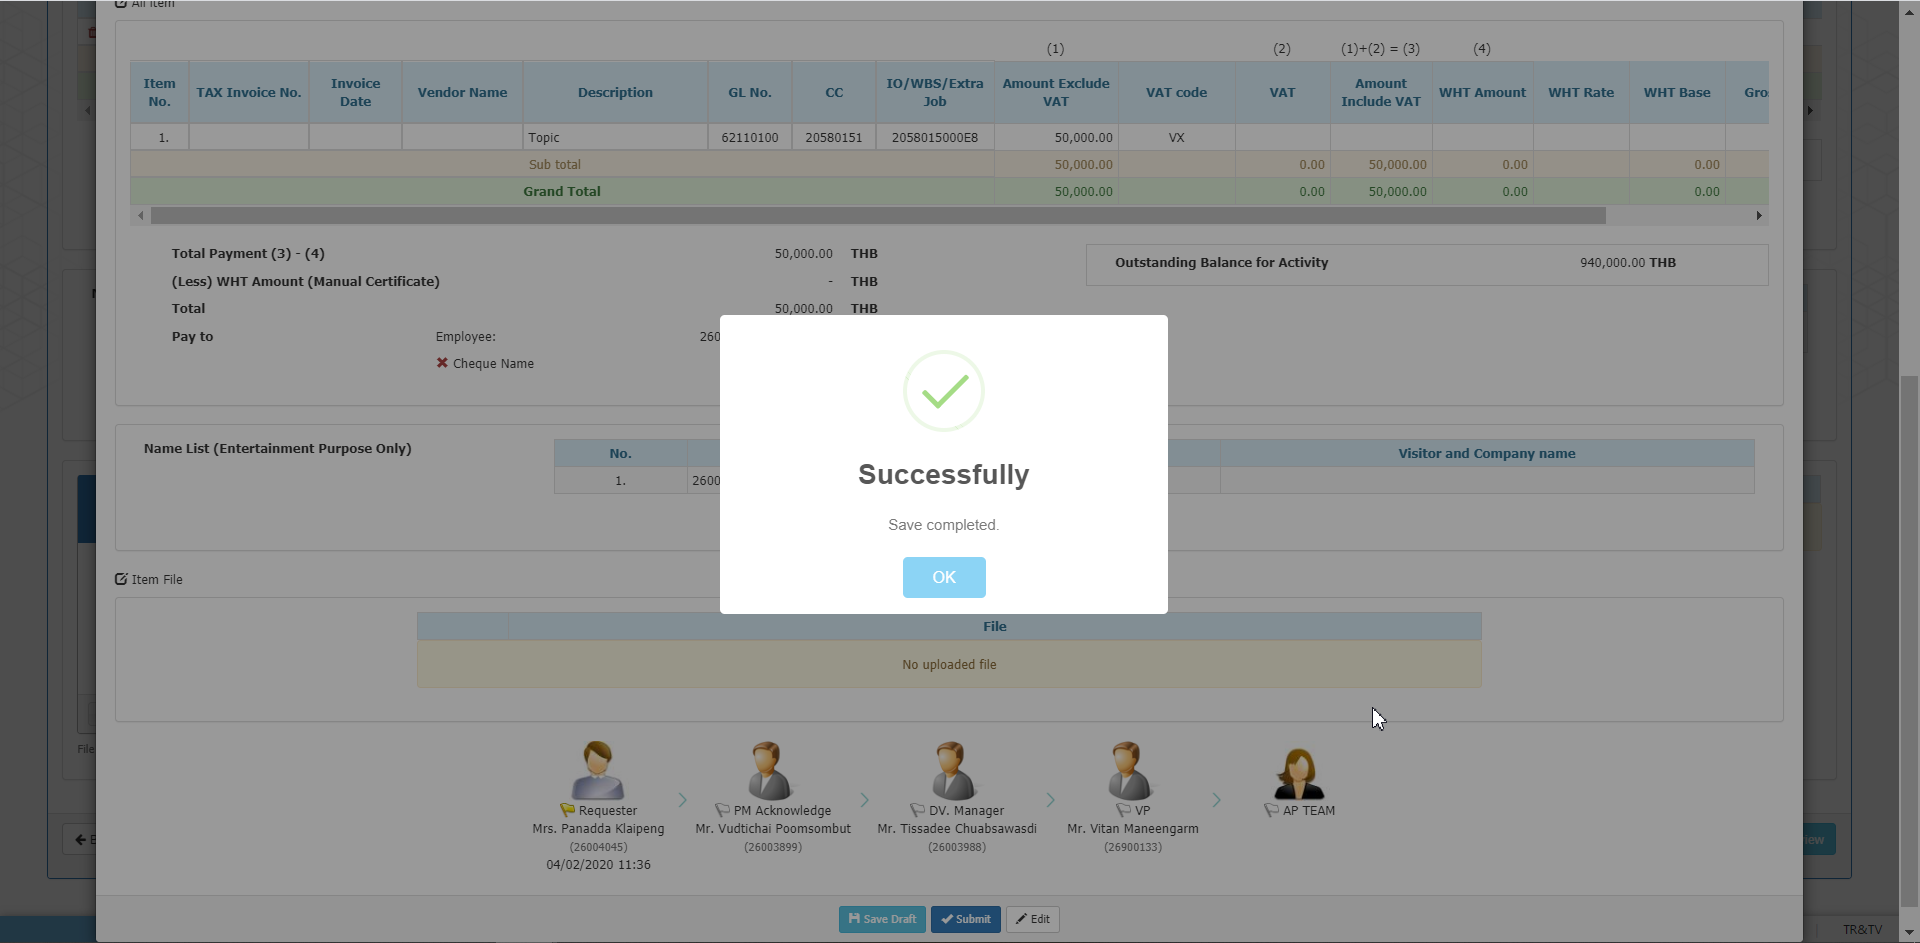 All Item
(1) (2) (1)+(2) = (3) (4)
Item No. TAX Invoice No. Invoice Date Vendor Name Description GL No. CC IO/WBS/Extra Job Amount Exclude VAT VAT code VAT Amount Include VAT WHT Amount WHT Rate WHT Base
1. Topic 62110100 20580151 2058015000E8 50,000.00 VX
Sub total 50,000.00 0.00 50,000.00 0.00 0.00
Grand Total 50,000.00 0.00 50,000.00 0.00 0.00
Total Payment (3) - (4) 50,000.00 THB
Outstanding Balance for Activity 940,000.00 THB
(Less) WHT Amount (Manual Certificate) - THB
Total 50,000.00 THB
Pay to Employee: 260
Cheque Name
Successfully
Save completed.
OK
Name List (Entertainment Purpose Only)
No. Visitor and Company name
1. 2600
Item File
File
No uploaded file
File
Requester
Mrs. Panadda Klaipeng
(26004045)
04/02/2020 11:36
PM Acknowledge
Mr. Vudtichai Poomsombut
(26003899)
DV. Manager
Mr. Tissadee Chuabsawasdi
(26003988)
VP
Mr. Vitan Maneengarm
(26900133)
AP TEAM
Save Draft Submit Edit
TR&TV